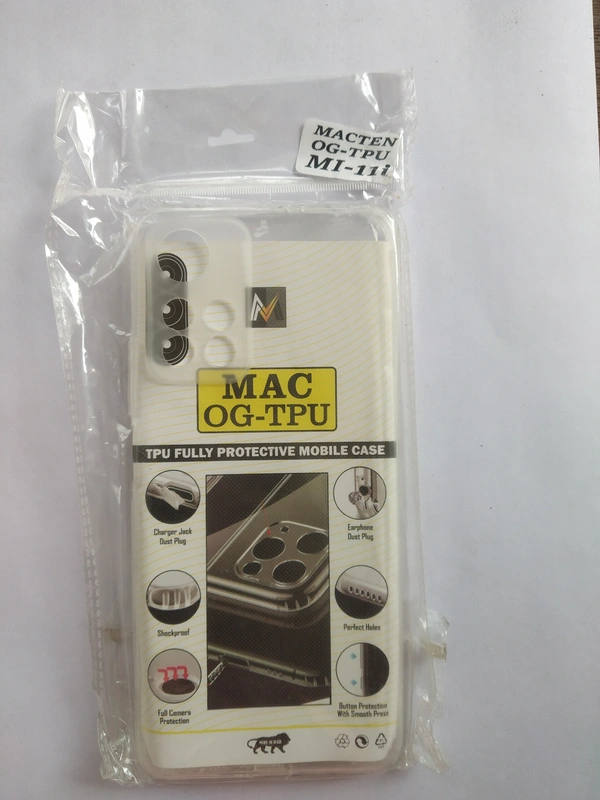 MACTEN
OG-TPU
MI-11i
MAC
OG-TPU
TPU FULLY PROTECTIVE MOBILE CASE
Charger Jack
Dust Plug
Earphone
Dust Plug
Shockproof
Perfect Holes
Full Camera
Protection
Button Protection
With Smooth Press